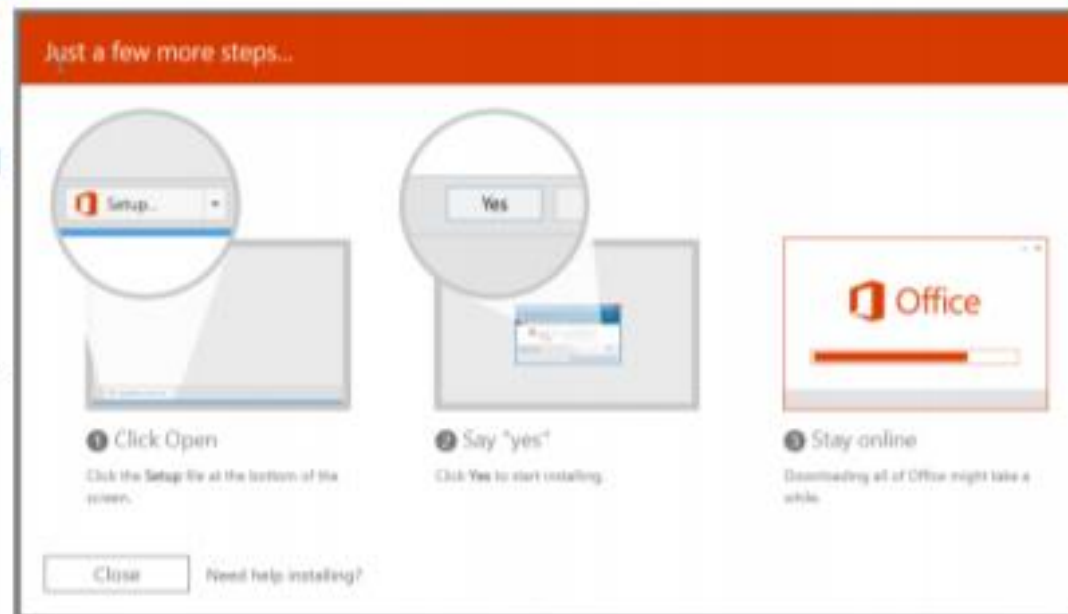 Just a few more steps...
Setup...
Yes
Office
1 Click Open
Click the Setup file at the bottom of the
screen.
2 Say "yes"
Click Yes to start installing.
3 Stay online
Downloading all of Office might take a
while.
Close
Need help installing?